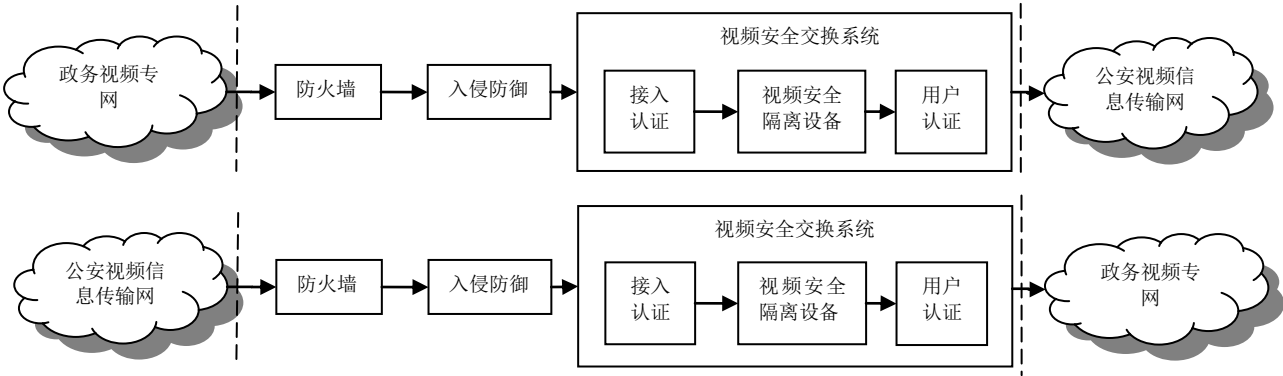 视频安全交换系统
政务视频专
网
防火墙
入侵防御
接入
认证
视频安全
隔离设备
用户
认证
公安视频信
息传输网
视频安全交换系统
公安视频信
息传输网
防火墙
入侵防御
接入
认证
视频安全
隔离设备
用户
认证
政务视频专
网